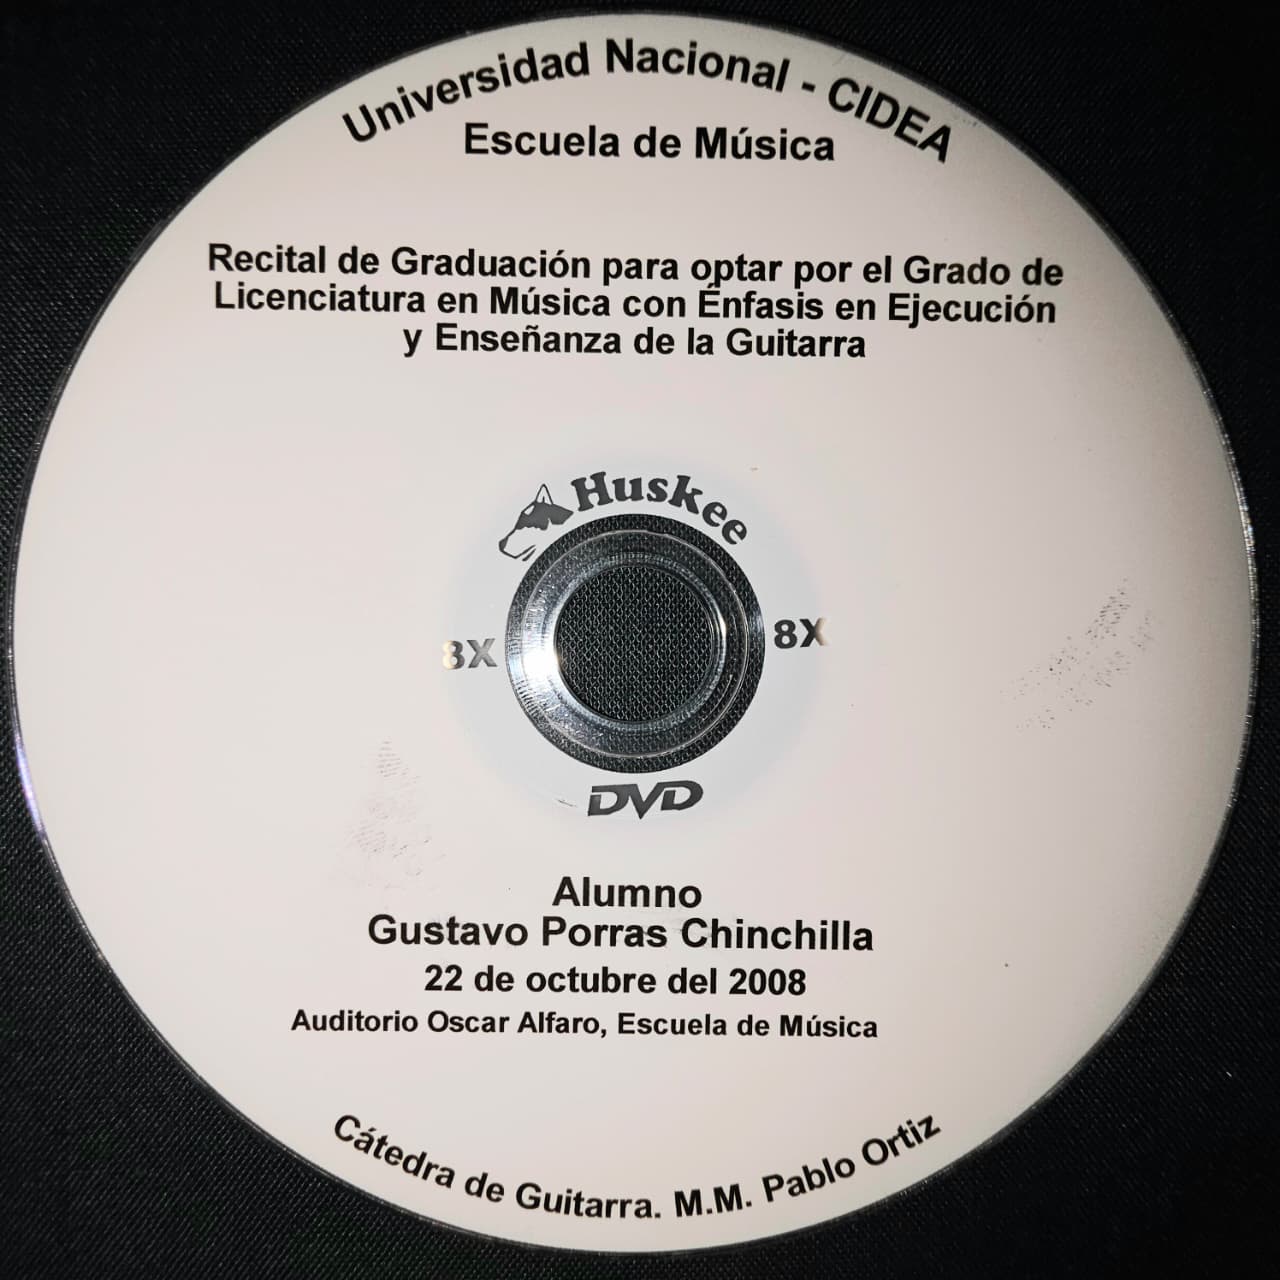 Universidad Nacional - CIDEA
Escuela de Música
Recital de Graduación para optar por el Grado de
Licenciatura en Música con Énfasis en Ejecución
y Enseñanza de la Guitarra
Huskee
8X
8X
DVD
Alumno
Gustavo Porras Chinchilla
22 de octubre del 2008
Auditorio Oscar Alfaro, Escuela de Música
Cátedra de Guitarra. M.M. Pablo Ortiz